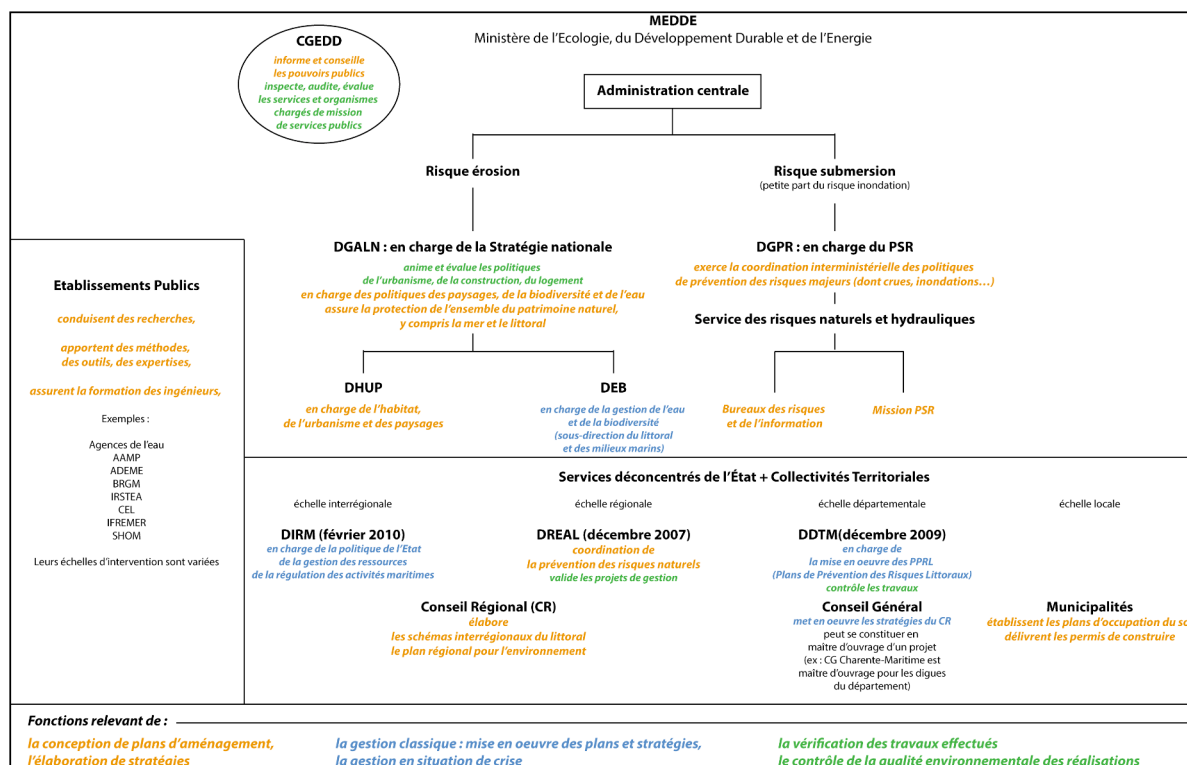 MEDDE
Ministère de l'Ecologie, du Développement Durable et de l'Energie
CGEDD
informe et conseille
les pouvoirs publics
inspecte, audite, évalue
les services et organismes
chargés de mission
de services publics
Administration centrale
Risque érosion
Risque submersion
(petite part du risque inondation)
DGALN : en charge de la Stratégie nationale
anime et évalue les politiques
de l'urbanisme, de la construction, du logement
en charge des politiques des paysages, de la biodiversité et de l'eau
assure la protection de l'ensemble du patrimoine naturel,
y compris la mer et le littoral
DGPR : en charge du PSR
exerce la coordination interministérielle des politiques
de prévention des risques majeurs (dont crues, inondations…)
Service des risques naturels et hydrauliques
DHUP
en charge de l'habitat,
de l'urbanisme et des paysages
DEB
en charge de la gestion de l'eau
et de la biodiversité
(sous-direction du littoral
et des milieux marins)
Bureaux des risques
et de l'information
Mission PSR
Etablissements Publics
conduisent des recherches,
apportent des méthodes,
des outils, des expertises,
assurent la formation des ingénieurs,
Exemples :
Agences de l'eau
AAMP
ADEME
BRGM
IRSTEA
CEL
IFREMER
SHOM
Leurs échelles d'intervention sont variées
Services déconcentrés de l'État + Collectivités Territoriales
échelle interrégionale
échelle régionale
échelle départementale
échelle locale
DIRM (février 2010)
en charge de la politique de l'Etat
de la gestion des ressources
de la régulation des activités maritimes
DREAL (décembre 2007)
coordination de
la prévention des risques naturels
valide les projets de gestion
DDTM(décembre 2009)
en charge de
la mise en oeuvre des PPRL
(Plans de Prévention des Risques Littoraux)
contrôle les travaux
Conseil Régional (CR)
élabore
les schémas interrégionaux du littoral
le plan régional pour l'environnement
Conseil Général
met en oeuvre les stratégies du CR
peut se constituer en
maître d'ouvrage d'un projet
(ex : CG Charente-Maritime est
maître d'ouvrage pour les digues
du département)
Municipalités
établissent les plans d'occupation du
délivrent les permis de construire
Fonctions relevant de :
la conception de plans d'aménagement,
l'élaboration de stratégies
la gestion classique : mise en oeuvre des plans et stratégies,
la gestion en situation de crise
la vérification des travaux effectués
le contrôle de la qualité environnementale des réalisations